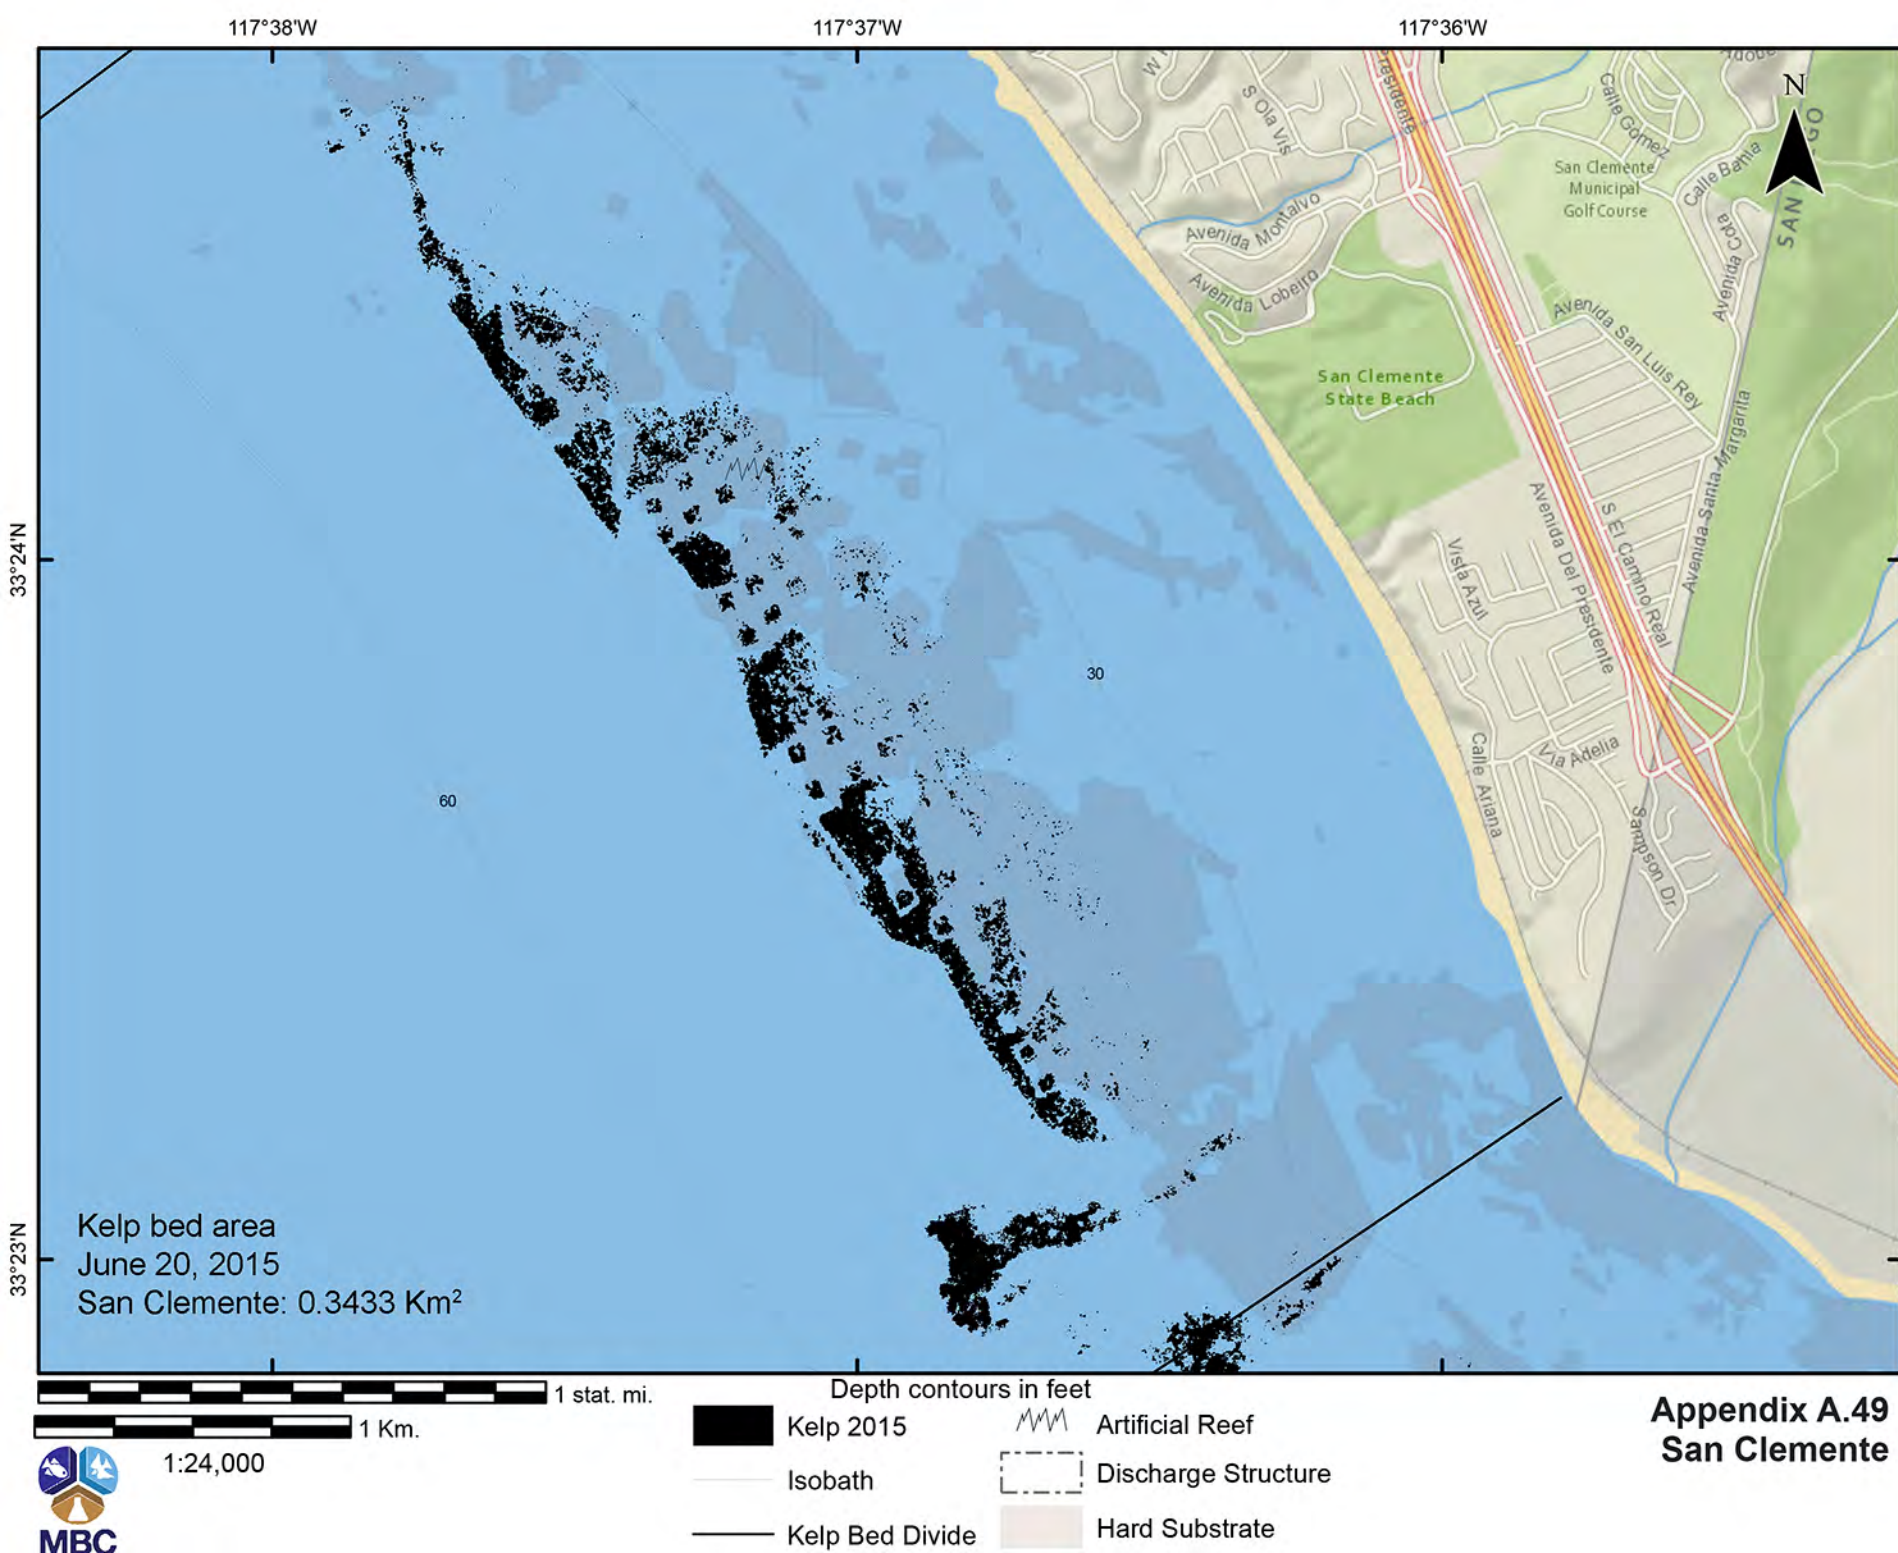 117°38'W
117°37'W
117°36'W
N
S Ola Vis
Calle Gomez
San Clemente
Municipal
Golf Course
Calle Bahia
Avenida Cota
Avenida Montalvo
Avenida Lobeiro
Avenida San Luis Rey
San Clemente
State Beach
Avenida Santa Margarita
S El Camino Real
Avenida Del Presidente
Vista Azul
33°24'N
30
60
Via Adelia
Calle Ariana
Sampson Dr
33°23'N
Kelp bed area
June 20, 2015
San Clemente: 0.3433 Km²
1 stat. mi.
1 Km.
1:24,000
MBC
Depth contours in feet
Kelp 2015
Isobath
Kelp Bed Divide
Artificial Reef
Discharge Structure
Hard Substrate
Appendix A.49
San Clemente